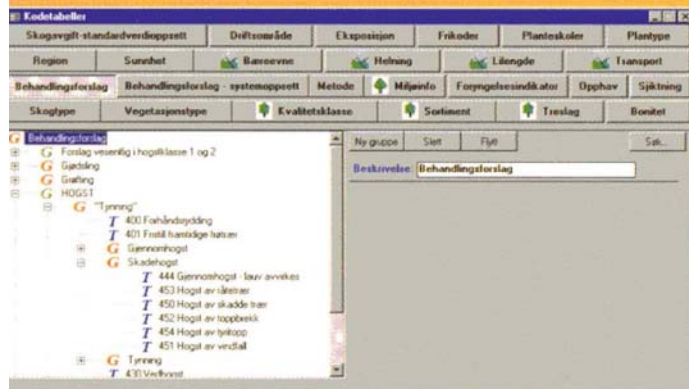 Kodetabeller
Skogavgift-standardverdioppsett Driftsområde Eksposisjon Frikoder Planteskoler Plantype
Region Sunnhet Bæreevne Helning Lilengde Transport
Behandlingsforslag Behandlingsforslag - systemoppsett Metode Miljøinfo Foryngelsesindikator Opphav Sjiktning
Skogtype Vegetasjonstype Kvalitetsklasse Sortiment Treslag Bonitet
G Behandlingsforslag
G Forslag vesentlig i hogstklasse 1 og 2
G Gjødsling
G Grøfting
G HOGST
G "Tynning"
T 400 Forhåndsrydding
T 401 Fristill framtidige
G Gjennomhogst
G Skadehogst
T 444 Gjennomhogst - lauv avvirkes
T 453 Hogst av råtetrær
T 450 Hogst av skadde trær
T 452 Hogst av toppbrekk
T 454 Hogst av tyritopp
T 451 Hogst av vindfall
G Tynning
T 430 Vedhogst
Ny gruppe Slett Flytt Søk...
Beskrivelse: Behandlingsforslag